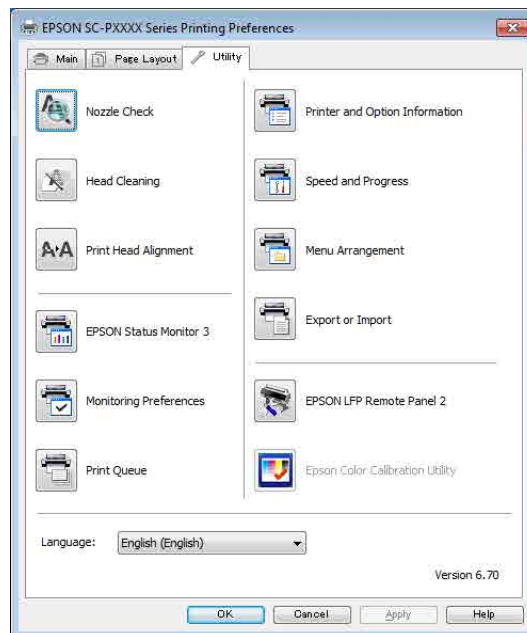 EPSON SC-PXXXX Series Printing Preferences
Main
Page Layout
Utility
Nozzle Check
Printer and Option Information
Head Cleaning
Speed and Progress
Print Head Alignment
Menu Arrangement
EPSON Status Monitor 3
Export or Import
Monitoring Preferences
EPSON LFP Remote Panel 2
Print Queue
Epson Color Calibration Utility
Language:
English (English)
Version 6.70
OK
Cancel
Apply
Help